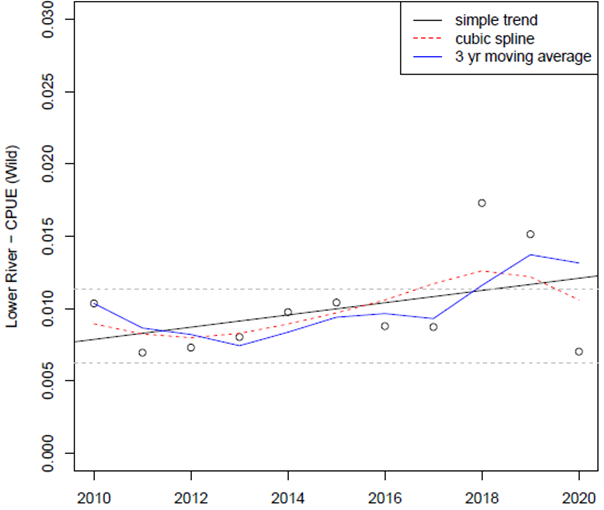 simple trend
cubic spline
3 yr moving average
Lower River − CPUE (Wild)
0.030
0.025
0.020
0.015
0.010
0.005
0.000
2010 2012 2014 2016 2018 2020